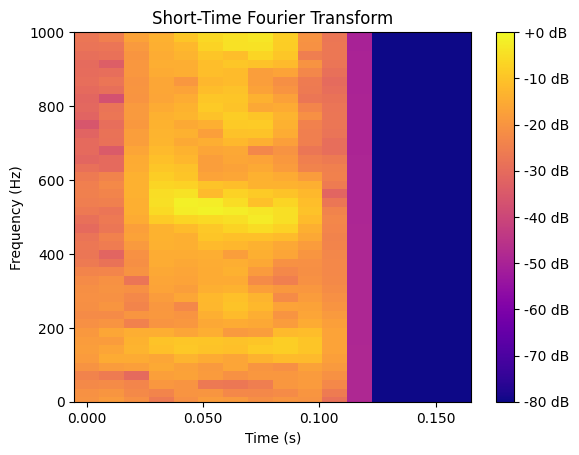 Short-Time Fourier Transform
1000
800
600
400
200
0
Frequency (Hz)
0.000
0.050
0.100
0.150
Time (s)
+0 dB
-10 dB
-20 dB
-30 dB
-40 dB
-50 dB
-60 dB
-70 dB
-80 dB